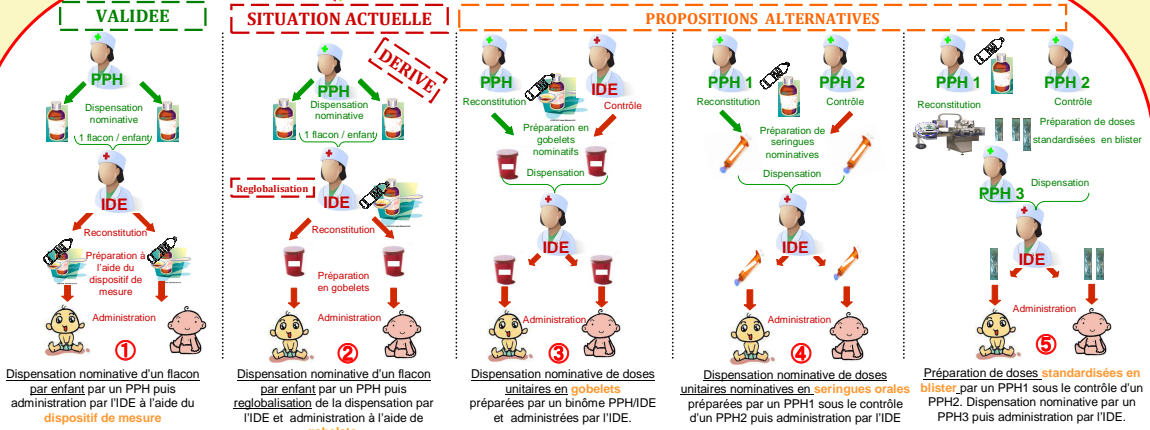 VALIDEE
SITUATION ACTUELLE
PROPOSITIONS ALTERNATIVES
PPH
Dispensation
nominative
1 flacon / enfant
IDE
Reconstitution
Préparation à
l'aide du
dispositif de
mesure
Administration
①
Dispensation nominative d'un flacon
par enfant par un PPH puis
administration par l'IDE à l'aide du
dispositif de mesure
DERIVE
PPH
Dispensation
nominative
1 flacon / enfant
Reglobalisation
IDE
Reconstitution
Préparation
en gobelets
Administration
②
Dispensation nominative d'un flacon
par enfant par un PPH puis
reglobalisation de la dispensation par
l'IDE et administration à l'aide de
gobelets
PPH
IDE
Reconstitution
Contrôle
Préparation en
gobelets
nominatifs
Dispensation
IDE
Administration
③
Dispensation nominative de doses
unitaires en gobelets
préparées par un binôme PPH/IDE
et administrées par l'IDE.
PPH 1
PPH 2
Reconstitution
Contrôle
Préparation de
seringues
nominatives
Dispensation
IDE
Administration
④
Dispensation nominative de doses
unitaires nominatives en seringues orales
préparées par un PPH1 sous le contrôle
d'un PPH2 puis administration par l'IDE
PPH 1
PPH 2
Reconstitution
Contrôle
Préparation de doses
standardisées en blister
PPH 3
Dispensation
IDE
Administration
⑤
Préparation de doses standardisées en
blister par un PPH1 sous le contrôle d'un
PPH2. Dispensation nominative par un
PPH3 puis administration par l'IDE.